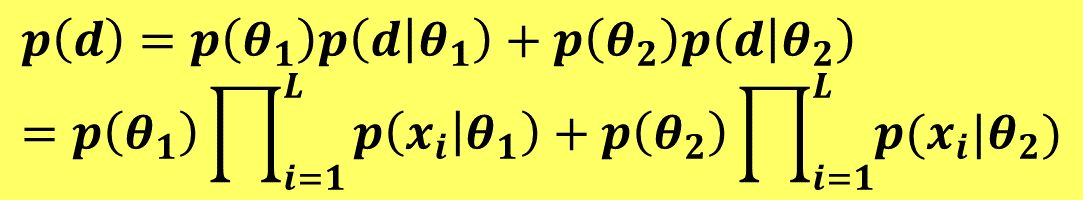 p(d) = p(θ₁)p(d|θ₁) + p(θ₂)p(d|θ₂)
= p(θ₁) ∏ᵢ₌₁ᴸ p(xᵢ|θ₁) + p(θ₂) ∏ᵢ₌₁ᴸ p(xᵢ|θ₂)